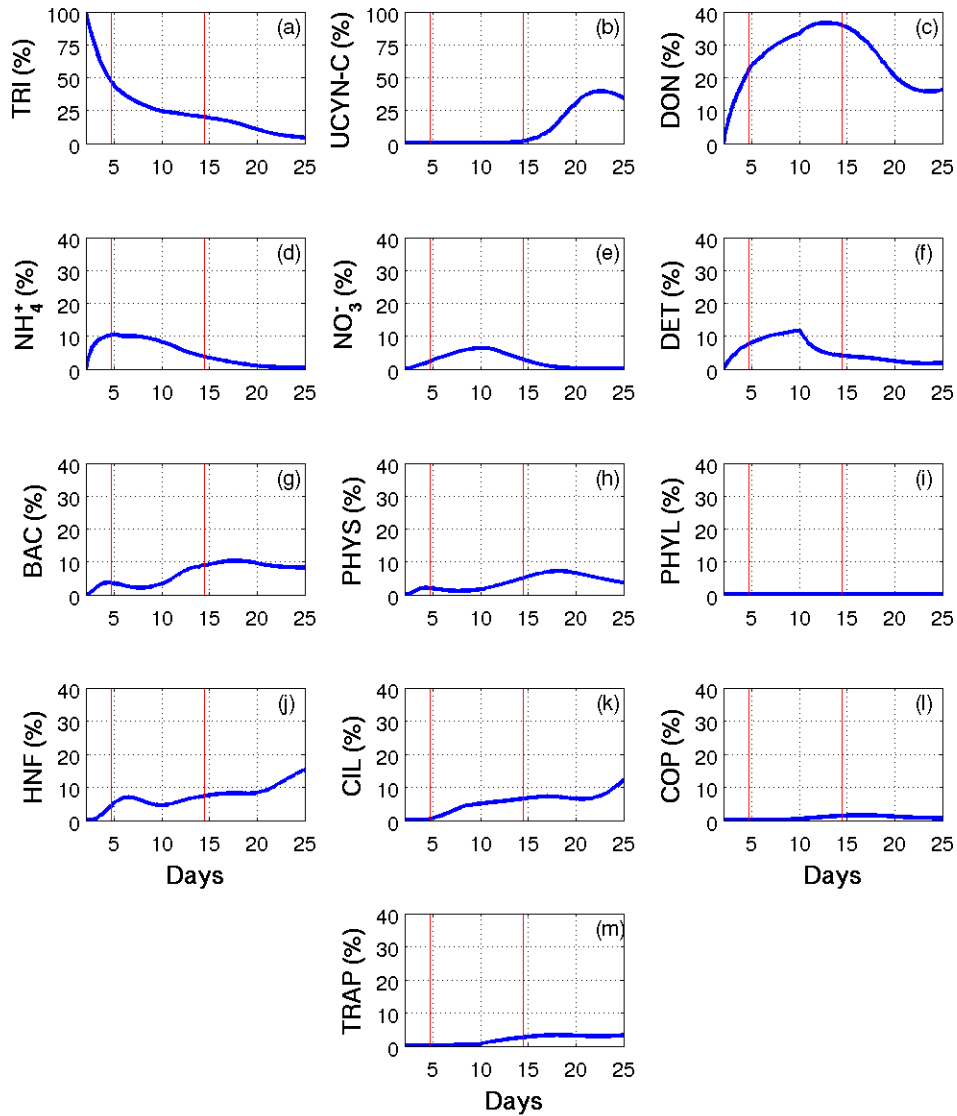 TRI (%)
100
75
50
25
0
5 10 15 20 25
(a)
UCYN-C (%)
100
75
50
25
0
5 10 15 20 25
(b)
DON (%)
40
30
20
10
0
5 10 15 20 25
(c)
NH₄⁺ (%)
40
30
20
10
0
5 10 15 20 25
(d)
NO₃⁻ (%)
40
30
20
10
0
5 10 15 20 25
(e)
DET (%)
40
30
20
10
0
5 10 15 20 25
(f)
BAC (%)
40
30
20
10
0
5 10 15 20 25
(g)
PHYS (%)
40
30
20
10
0
5 10 15 20 25
(h)
PHYL (%)
40
30
20
10
0
5 10 15 20 25
(i)
HNF (%)
40
30
20
10
0
5 10 15 20 25
Days
(j)
CIL (%)
40
30
20
10
0
5 10 15 20 25
(k)
COP (%)
40
30
20
10
0
5 10 15 20 25
Days
(l)
TRAP (%)
40
30
20
10
0
5 10 15 20 25
Days
(m)